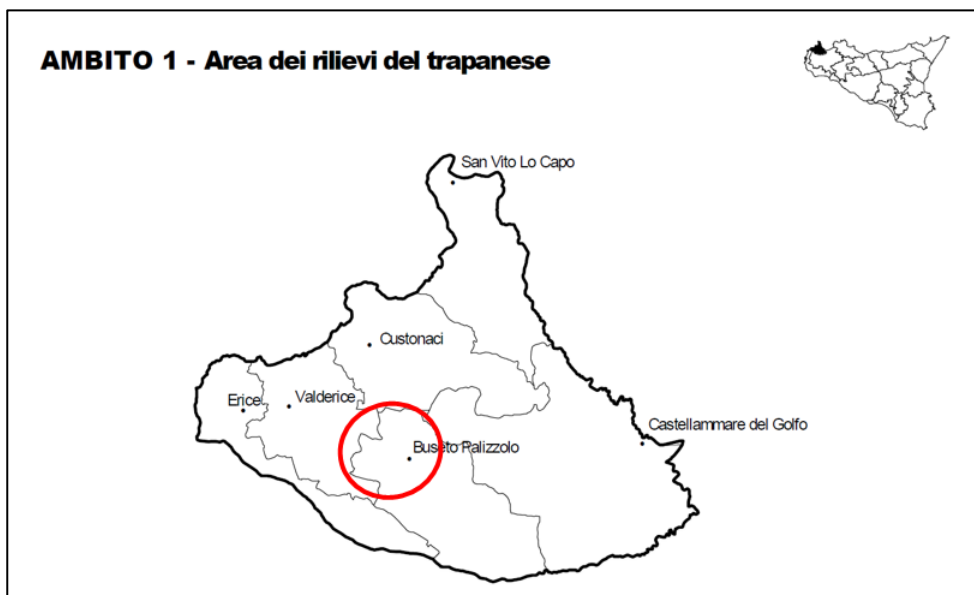 AMBITO 1 - Area dei rilievi del trapanese
San Vito Lo Capo
Custonaci
Erice
Valderice
Castellammare del Golfo
Buseto Palizzolo